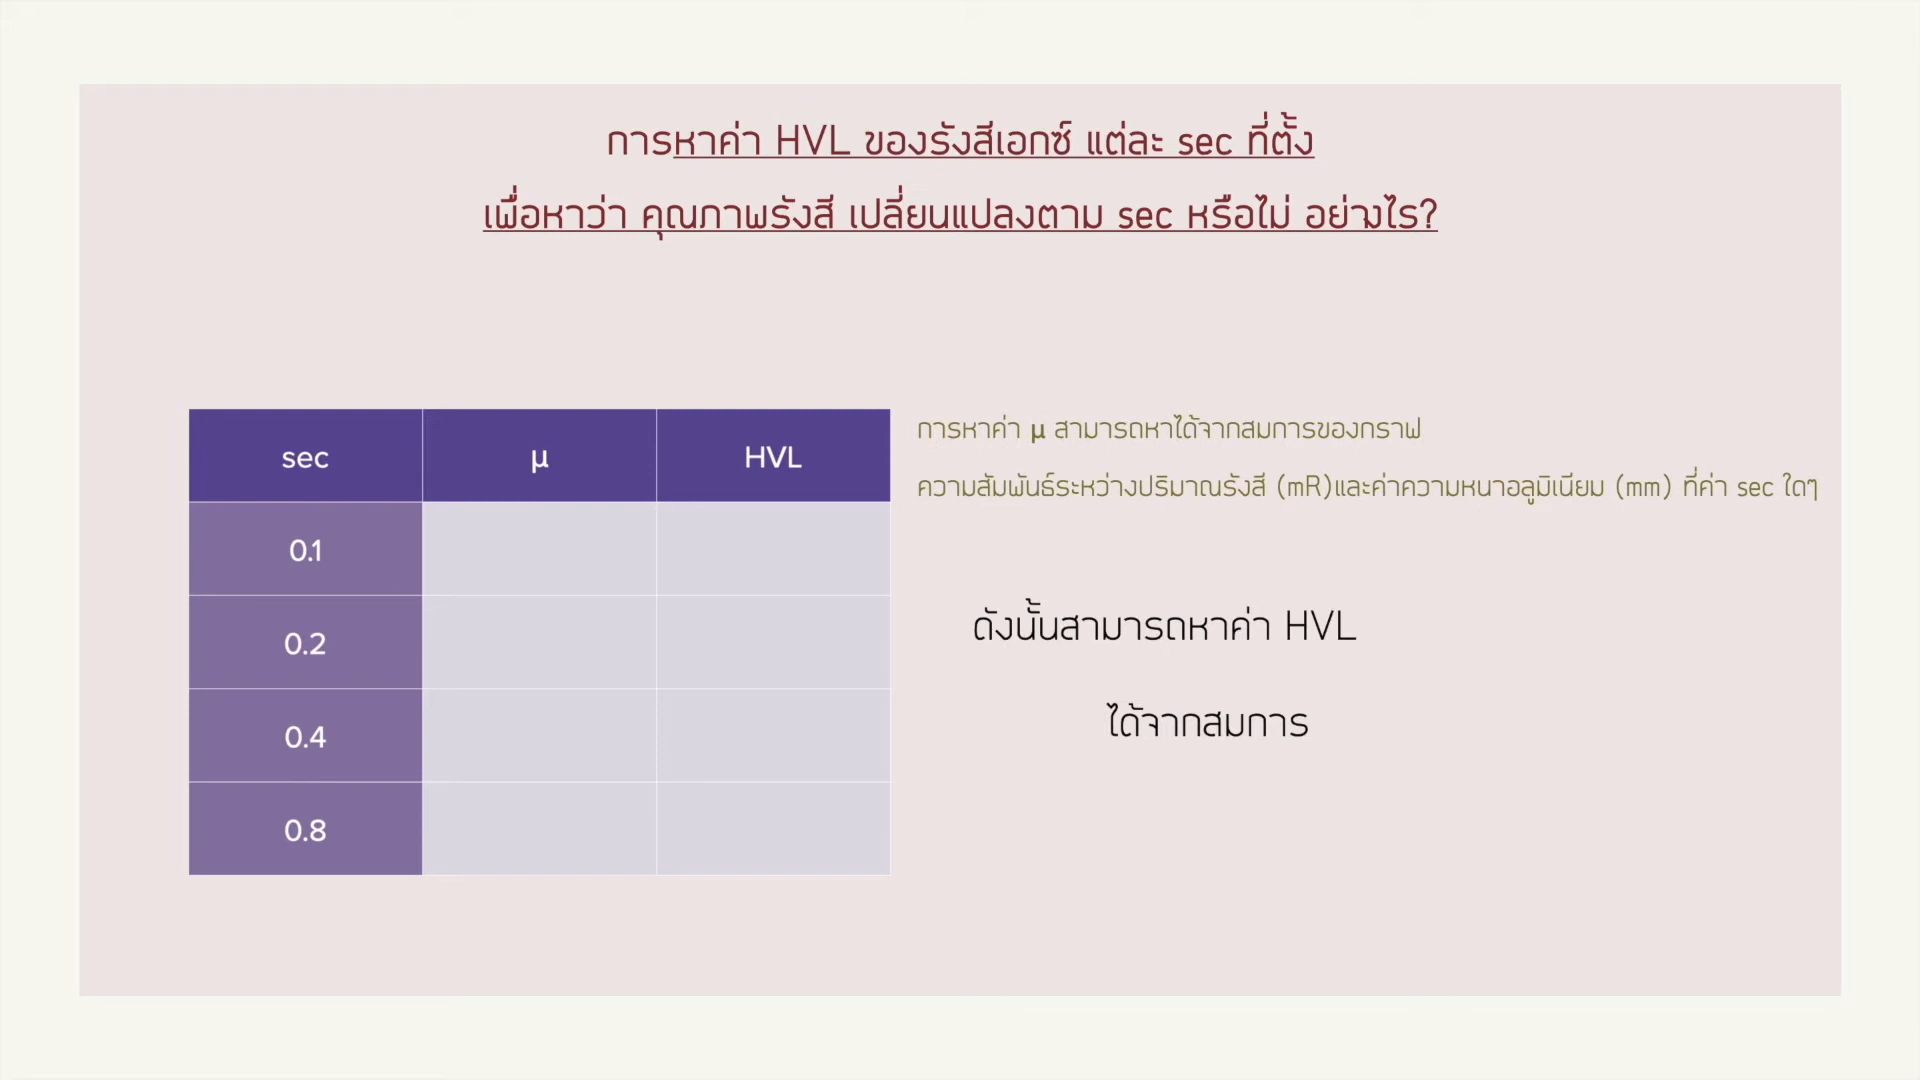 การหาค่า HVL ของรังสีเอกซ์ แต่ละ sec ที่ตั้ง
เพื่อหาว่า คุณภาพรังสี เปลี่ยนแปลงตาม sec หรือไม่ อย่างไร?
sec μ HVL
0.1
0.2
0.4
0.8
การหาค่า μ สามารถหาได้จากสมการของกราฟ
ความสัมพันธ์ระหว่างปริมาณรังสี (mR)และค่าความหนาอลูมิเนียม (mm) ที่ค่า sec ใดๆ
ดังนั้นสามารถหาค่า HVL
ได้จากสมการ